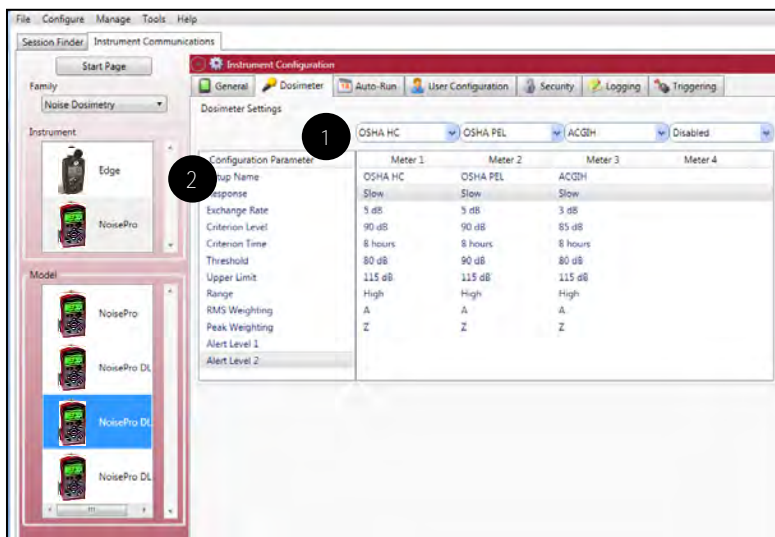 File Configure Manage Tools Help
Session Finder Instrument Communications
Start Page
Family
Noise Dosimetry
Instrument
Edge
NoisePro
Model
NoisePro
NoisePro DL
NoisePro DL
NoisePro DL
Instrument Configuration
General Dosimeter Auto-Run User Configuration Security Logging Triggering
Dosimeter Settings
1 OSHA HC OSHA PEL ACGIH Disabled
Configuration Parameter Meter 1 Meter 2 Meter 3 Meter 4
2
Name OSHA HC OSHA PEL ACGIH
Response Slow Slow Slow
Exchange Rate 5 dB 5 dB 3 dB
Criterion Level 90 dB 90 dB 85 dB
Criterion Time 8 hours 8 hours 8 hours
Threshold 80 dB 90 dB 80 dB
Upper Limit 115 dB 115 dB 115 dB
Range High High High
RMS Weighting A A A
Peak Weighting Z Z Z
Alert Level 1
Alert Level 2